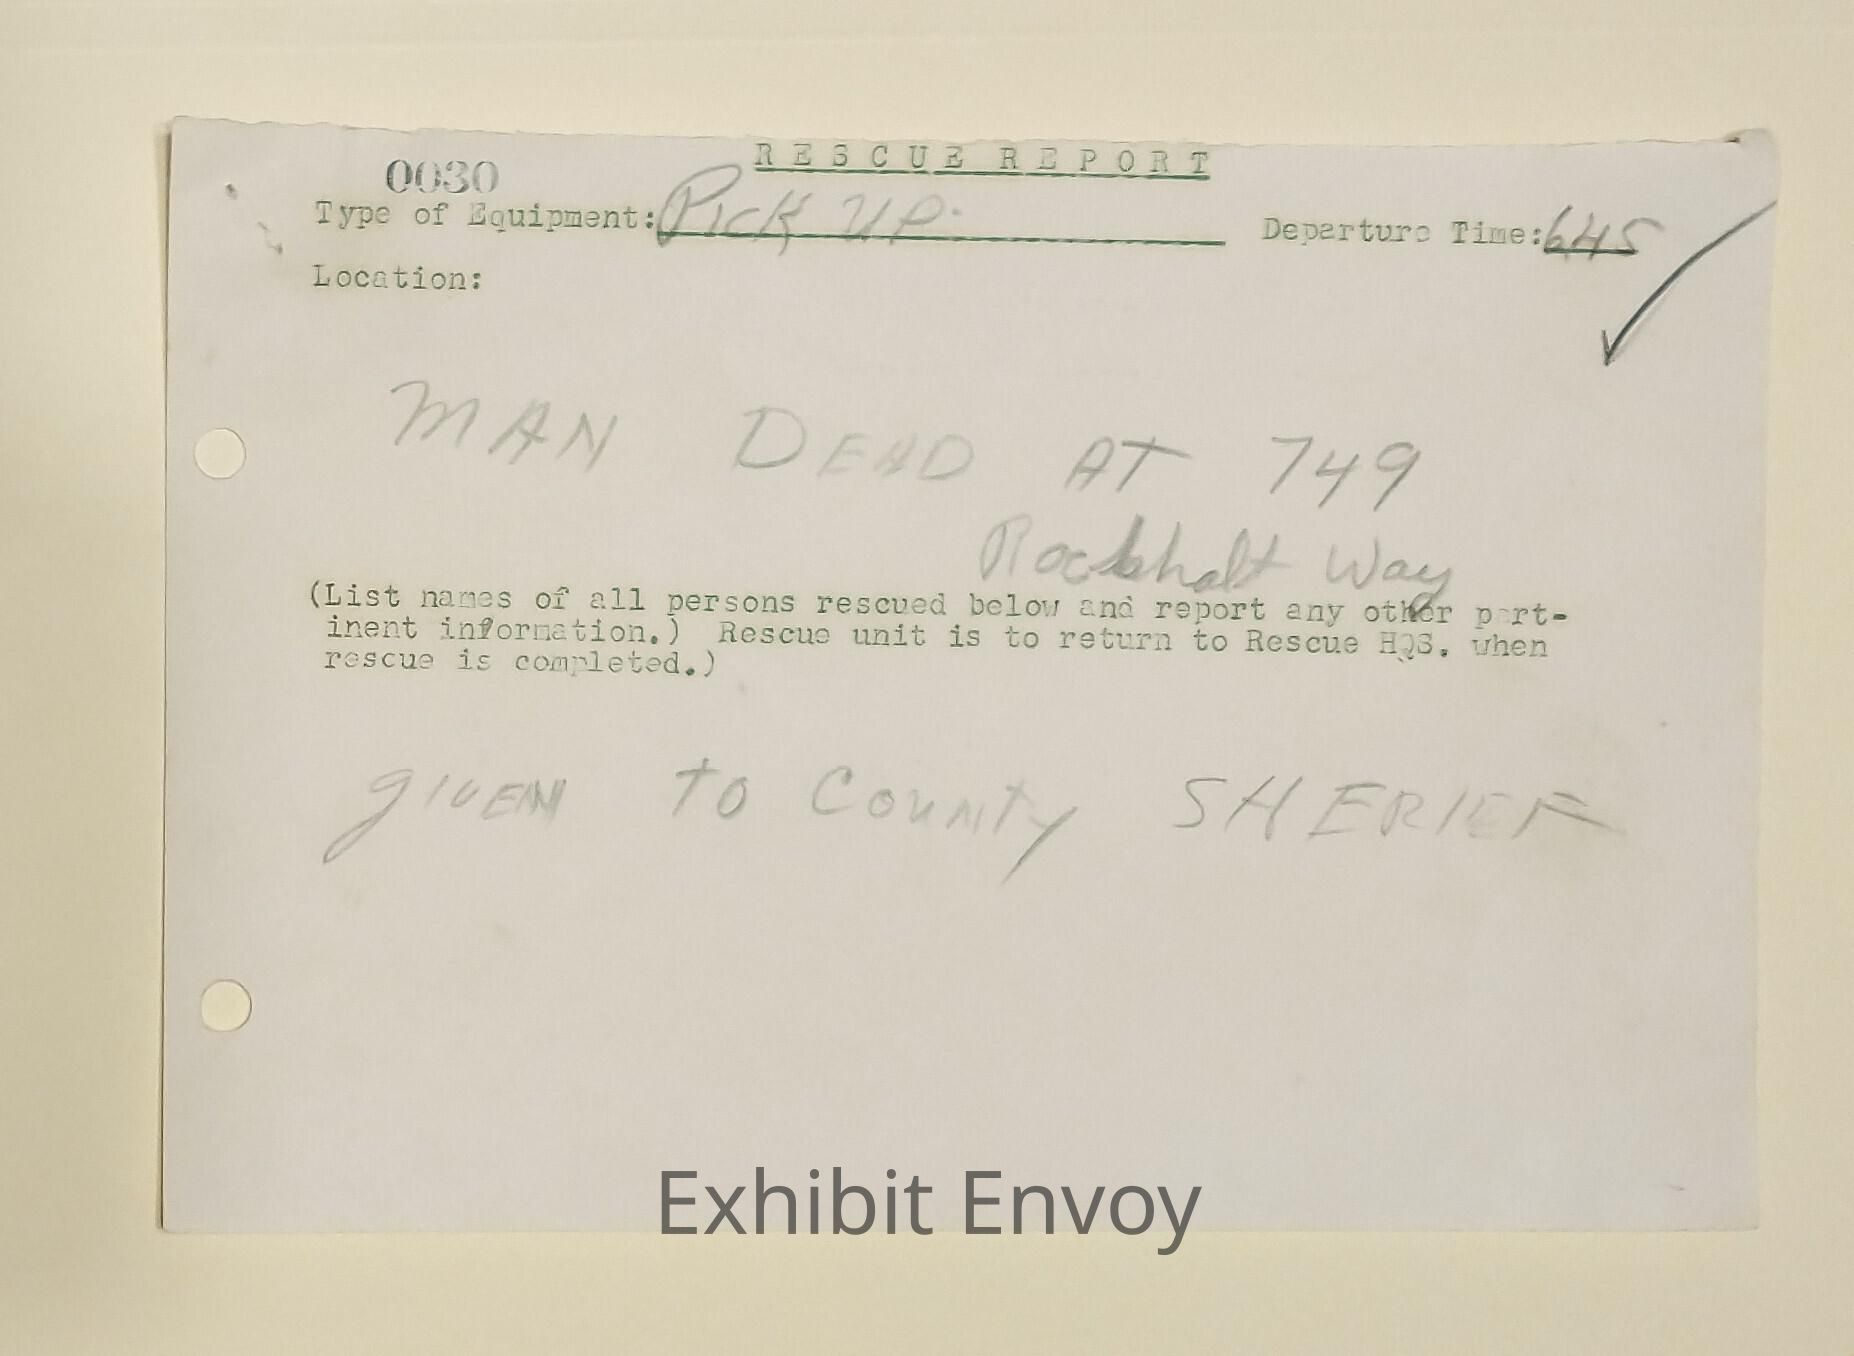 RESCUE REPORT
0030
Type of Equipment: Pick UP. Departure Time: 645
Location:
MAN DEAD AT 749
Rockholt Way
(List names of all persons rescued below and report any other pert-
inent information.) Rescue unit is to return to Rescue HQS. when
rescue is completed.)
GIVEN TO COUNTY SHERIEF
Exhibit Envoy